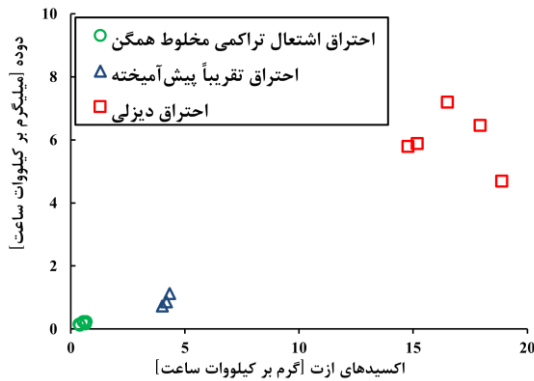 10
8
6
4
2
0
دوده [میلیگرم بر کیلووات ساعت]
احتراق اشتعال تراکمی مخلوط همگن
احتراق تقریباً پیش‌آمیخته
احتراق دیزلی
0 5 10 15 20
اکسیدهای ازت [گرم بر کیلووات ساعت]